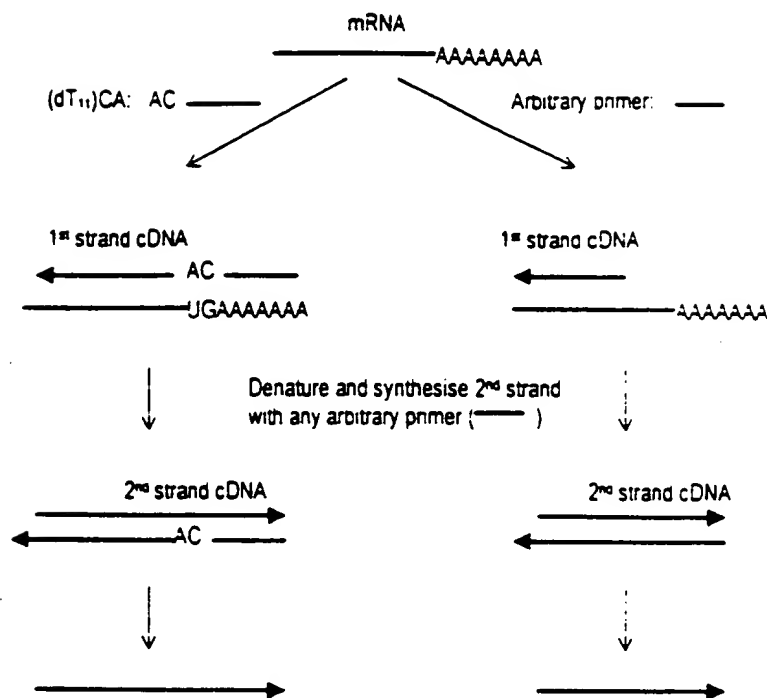 mRNA
AAAAAAAA
(dT₁₁)CA: AC
Arbitrary primer:
1ˢᵗ strand cDNA
1ˢᵗ strand cDNA
AC
UGAAAAAAA
AAAAAAA
Denature and synthesise 2ⁿᵈ strand
with any arbitrary primer ( )
2ⁿᵈ strand cDNA
2ⁿᵈ strand cDNA
AC